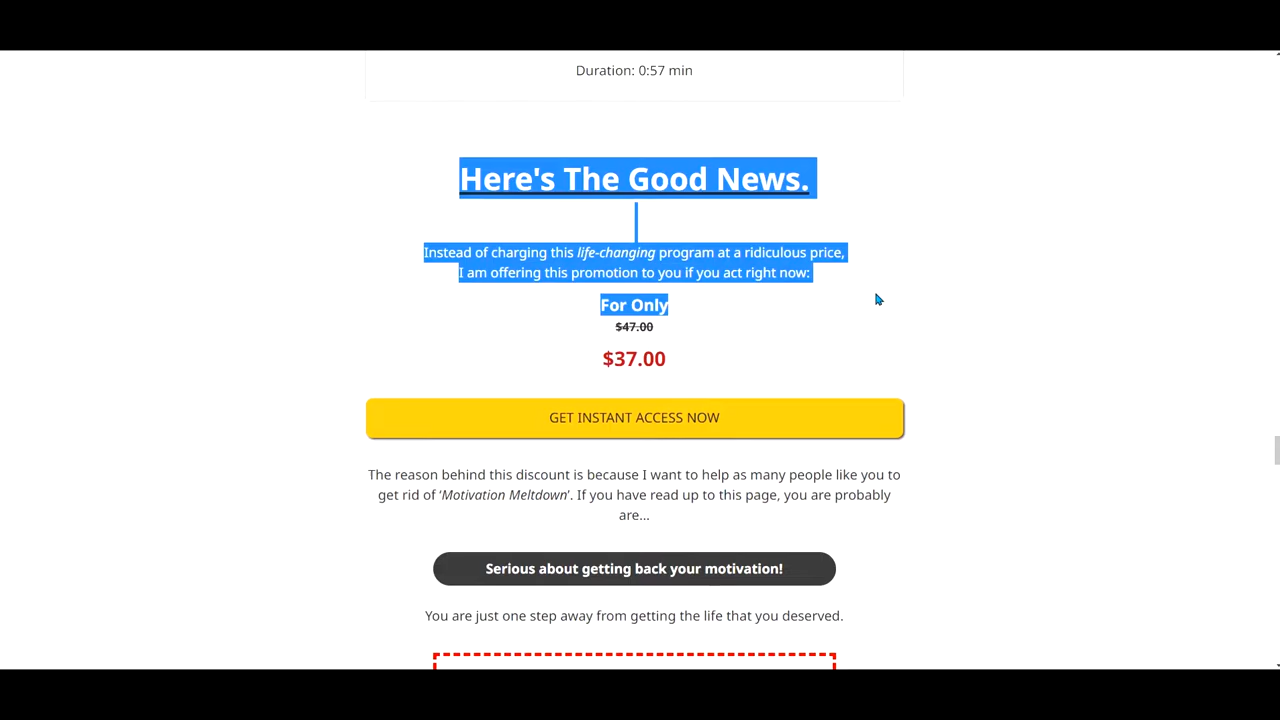 Duration: 0:57 min
Here's The Good News.
Instead of charging this life-changing program at a ridiculous price,
I am offering this promotion to you if you act right now:
For Only
$47.00
$37.00
GET INSTANT ACCESS NOW
The reason behind this discount is because I want to help as many people like you to
get rid of ‘Motivation Meltdown’. If you have read up to this page, you are probably
are...
Serious about getting back your motivation!
You are just one step away from getting the life that you deserved.